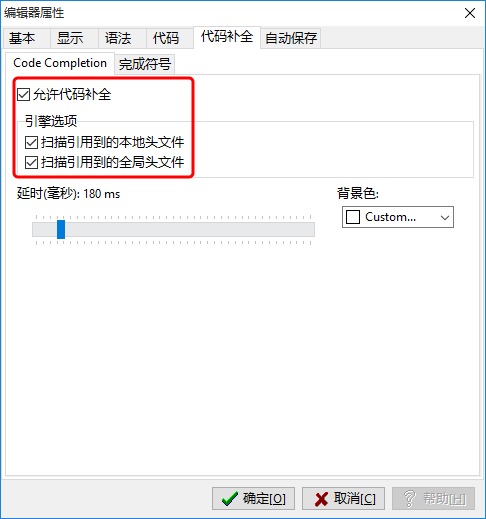 编辑器属性
基本 显示 语法 代码 代码补全 自动保存
Code Completion 完成符号
允许代码补全
引擎选项
扫描引用到的本地头文件
扫描引用到的全局头文件
延时(毫秒): 180 ms 背景色:
Custom...
确定[O] 取消[C] 帮助[H]